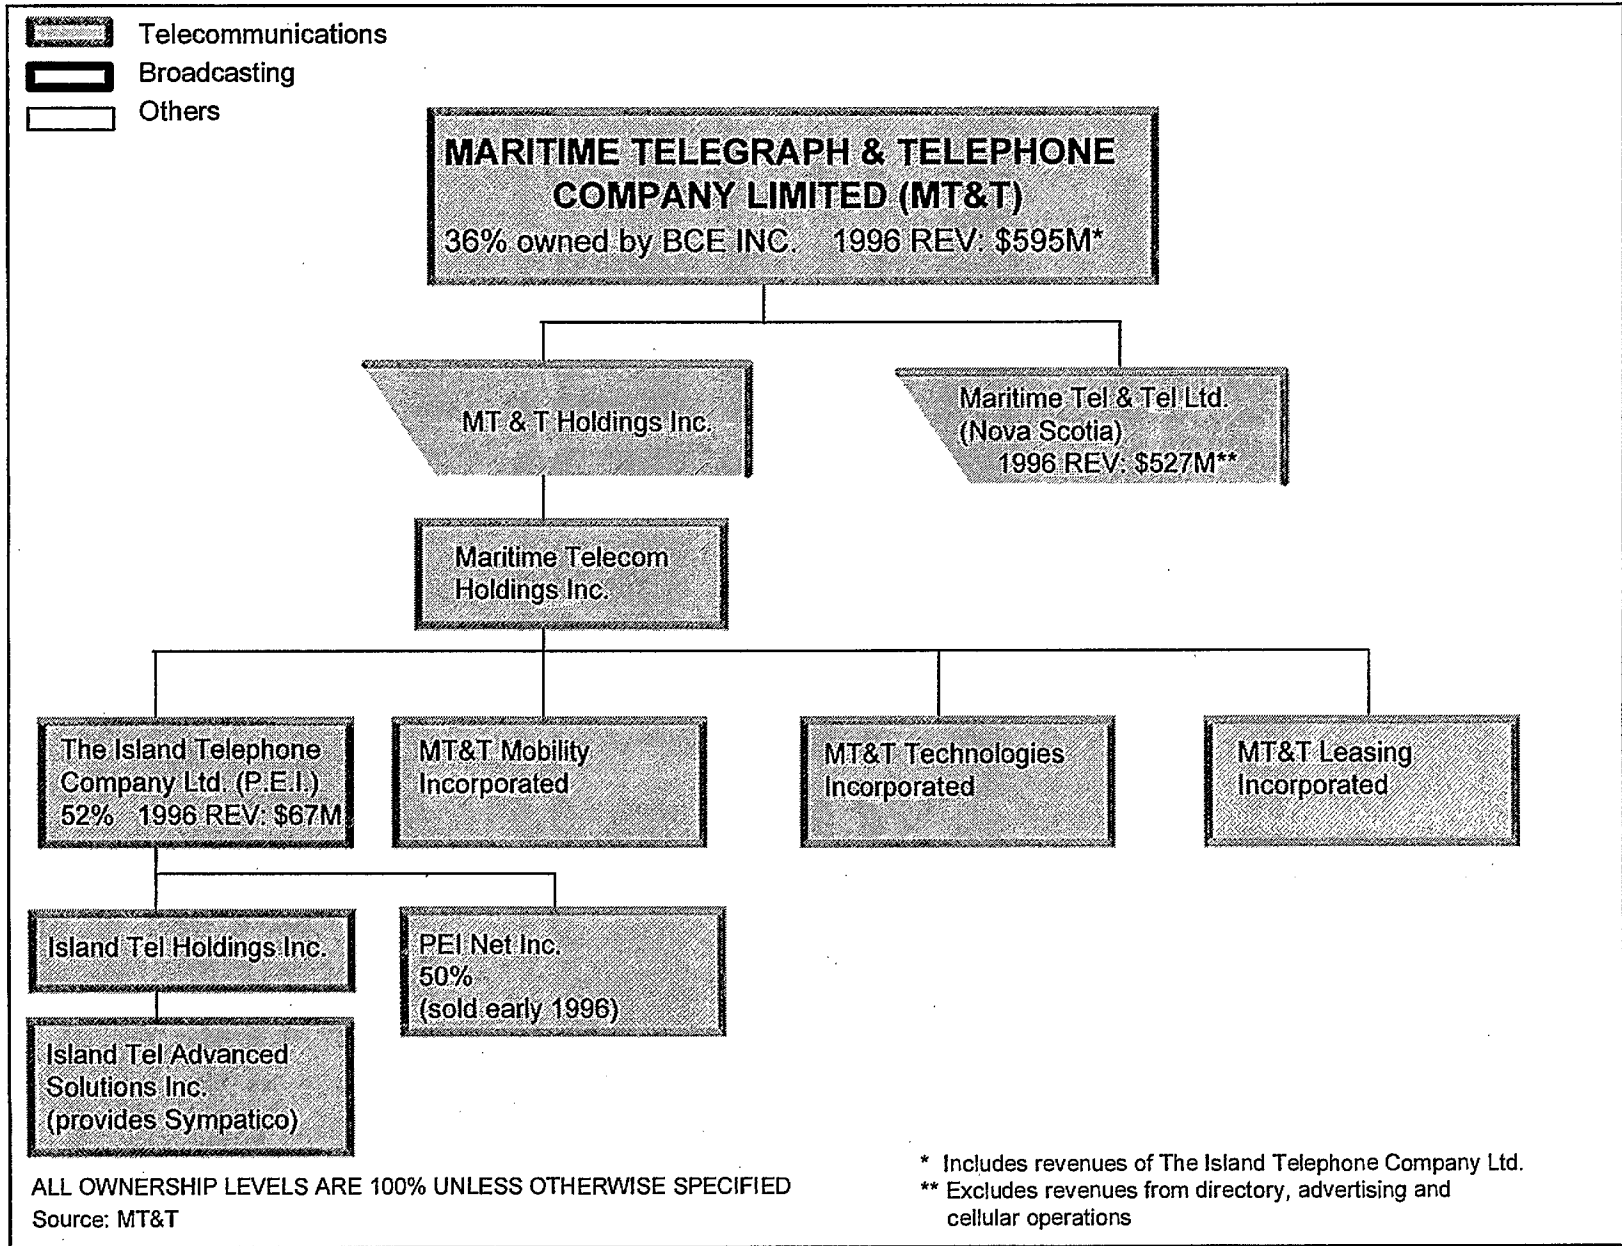 Telecommunications
Broadcasting
Others
MARITIME TELEGRAPH & TELEPHONE
COMPANY LIMITED (MT&T)
36% owned by BCE INC. 1996 REV: $595M*
MT & T Holdings Inc.
Maritime Tel & Tel Ltd.
(Nova Scotia)
1996 REV: $527M**
Maritime Telecom
Holdings Inc.
The Island Telephone
Company Ltd. (P.E.I.)
52% 1996 REV: $67M
MT&T Mobility
Incorporated
MT&T Technologies
Incorporated
MT&T Leasing
Incorporated
Island Tel Holdings Inc.
PEI Net Inc.
50%
(sold early 1996)
Island Tel Advanced
Solutions Inc.
(provides Sympatico)
ALL OWNERSHIP LEVELS ARE 100% UNLESS OTHERWISE SPECIFIED
Source: MT&T
* Includes revenues of The Island Telephone Company Ltd.
** Excludes revenues from directory, advertising and
cellular operations